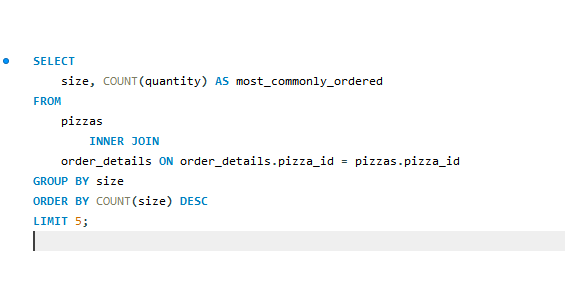 SELECT
size, COUNT(quantity) AS most_commonly_ordered
FROM
pizzas
INNER JOIN
order_details ON order_details.pizza_id = pizzas.pizza_id
GROUP BY size
ORDER BY COUNT(size) DESC
LIMIT 5;